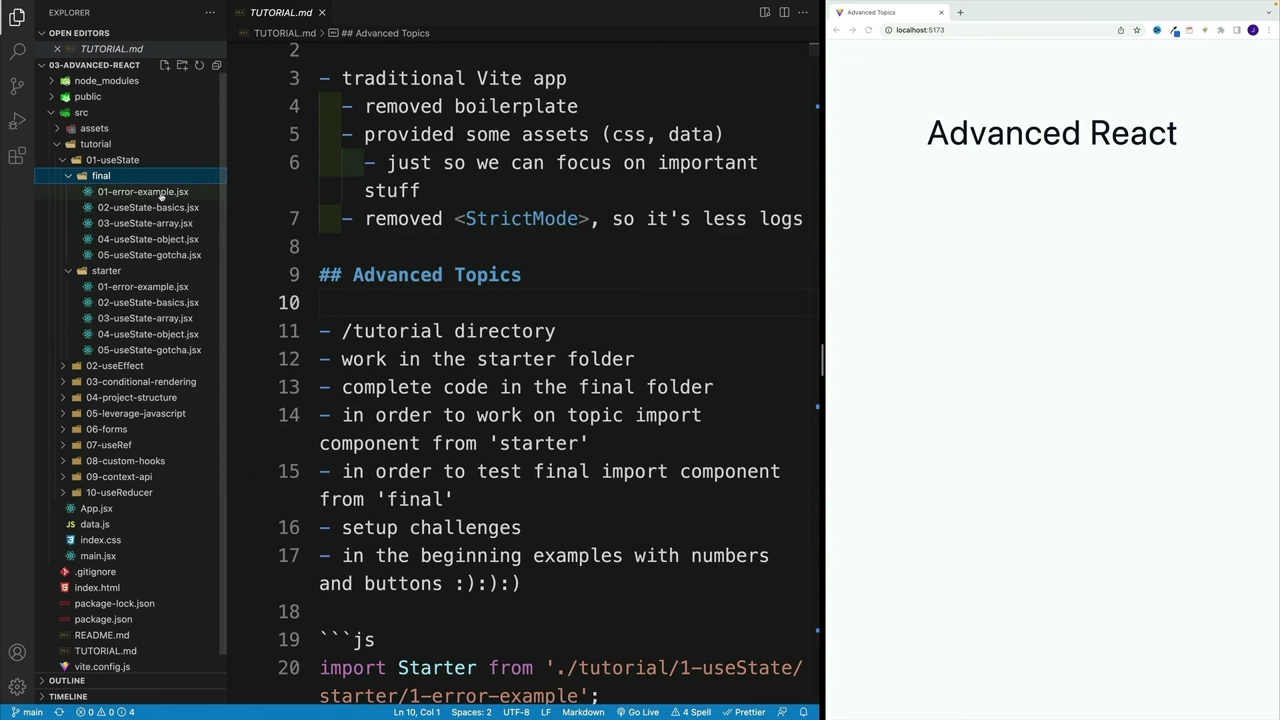 EXPLORER
OPEN EDITORS
TUTORIAL.md
03-ADVANCED-REACT
node_modules
public
src
assets
tutorial
01-useState
final
01-error-example.jsx
02-useState-basics.jsx
03-useState-array.jsx
04-useState-object.jsx
05-useState-gotcha.jsx
starter
01-error-example.jsx
02-useState-basics.jsx
03-useState-array.jsx
04-useState-object.jsx
05-useState-gotcha.jsx
02-useEffect
03-conditional-rendering
04-project-structure
05-leverage-javascript
06-forms
07-useRef
08-custom-hooks
09-context-api
10-useReducer
App.jsx
JS data.js
index.css
main.jsx
.gitignore
index.html
package-lock.json
package.json
README.md
TUTORIAL.md
vite.config.js
OUTLINE
TIMELINE
TUTORIAL.md
TUTORIAL.md > ## Advanced Topics
2
3 - traditional Vite app
4 - removed boilerplate
5 - provided some assets (css, data)
6 - just so we can focus on important
stuff
7 - removed <StrictMode>, so it's less logs
8
9 ## Advanced Topics
10
11 - /tutorial directory
12 - work in the starter folder
13 - complete code in the final folder
14 - in order to work on topic import
component from 'starter'
15 - in order to test final import component
from 'final'
16 - setup challenges
17 - in the beginning examples with numbers
and buttons :):):)
18
19 ```js
20 import Starter from './tutorial/1-useState/
starter/1-error-example';
main 0 0 4 Ln 10, Col 1 Spaces: 2 UTF-8 LF Markdown Go Live 4 Spell Prettier
Advanced Topics
localhost:5173
J
Advanced React